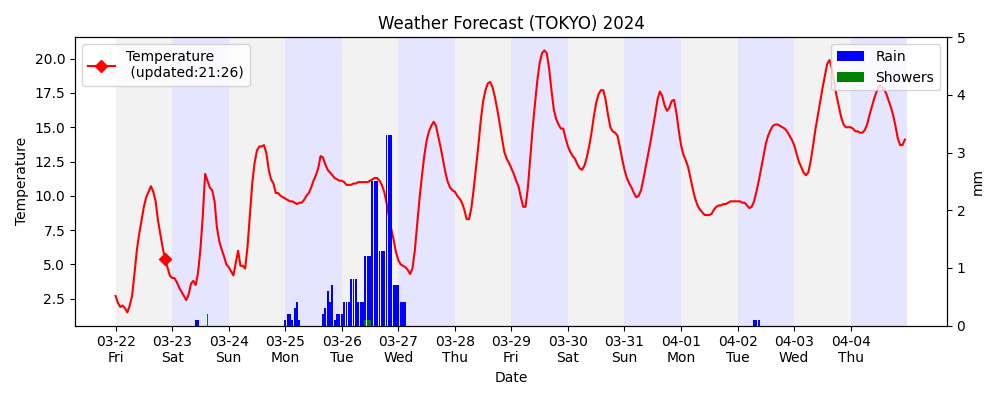 Weather Forecast (TOKYO) 2024
Temperature
(updated:21:26)
Rain
Showers
Temperature
20.0
17.5
15.0
12.5
10.0
7.5
5.0
2.5
5
4
3
2
1
0
mm
03-22 03-23 03-24 03-25 03-26 03-27 03-28 03-29 03-30 03-31 04-01 04-02 04-03 04-04
Fri Sat Sun Mon Tue Wed Thu Fri Sat Sun Mon Tue Wed Thu
Date